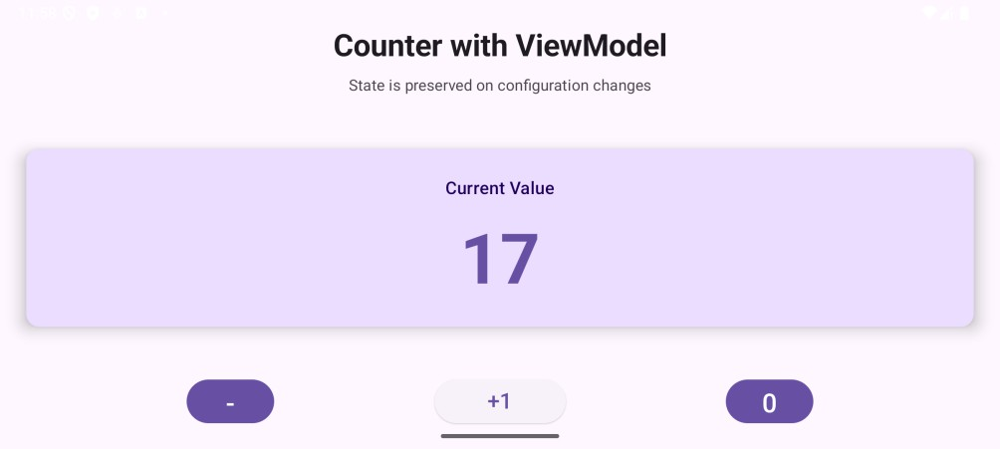 Counter with ViewModel
State is preserved on configuration changes
Current Value
17
- +1 0